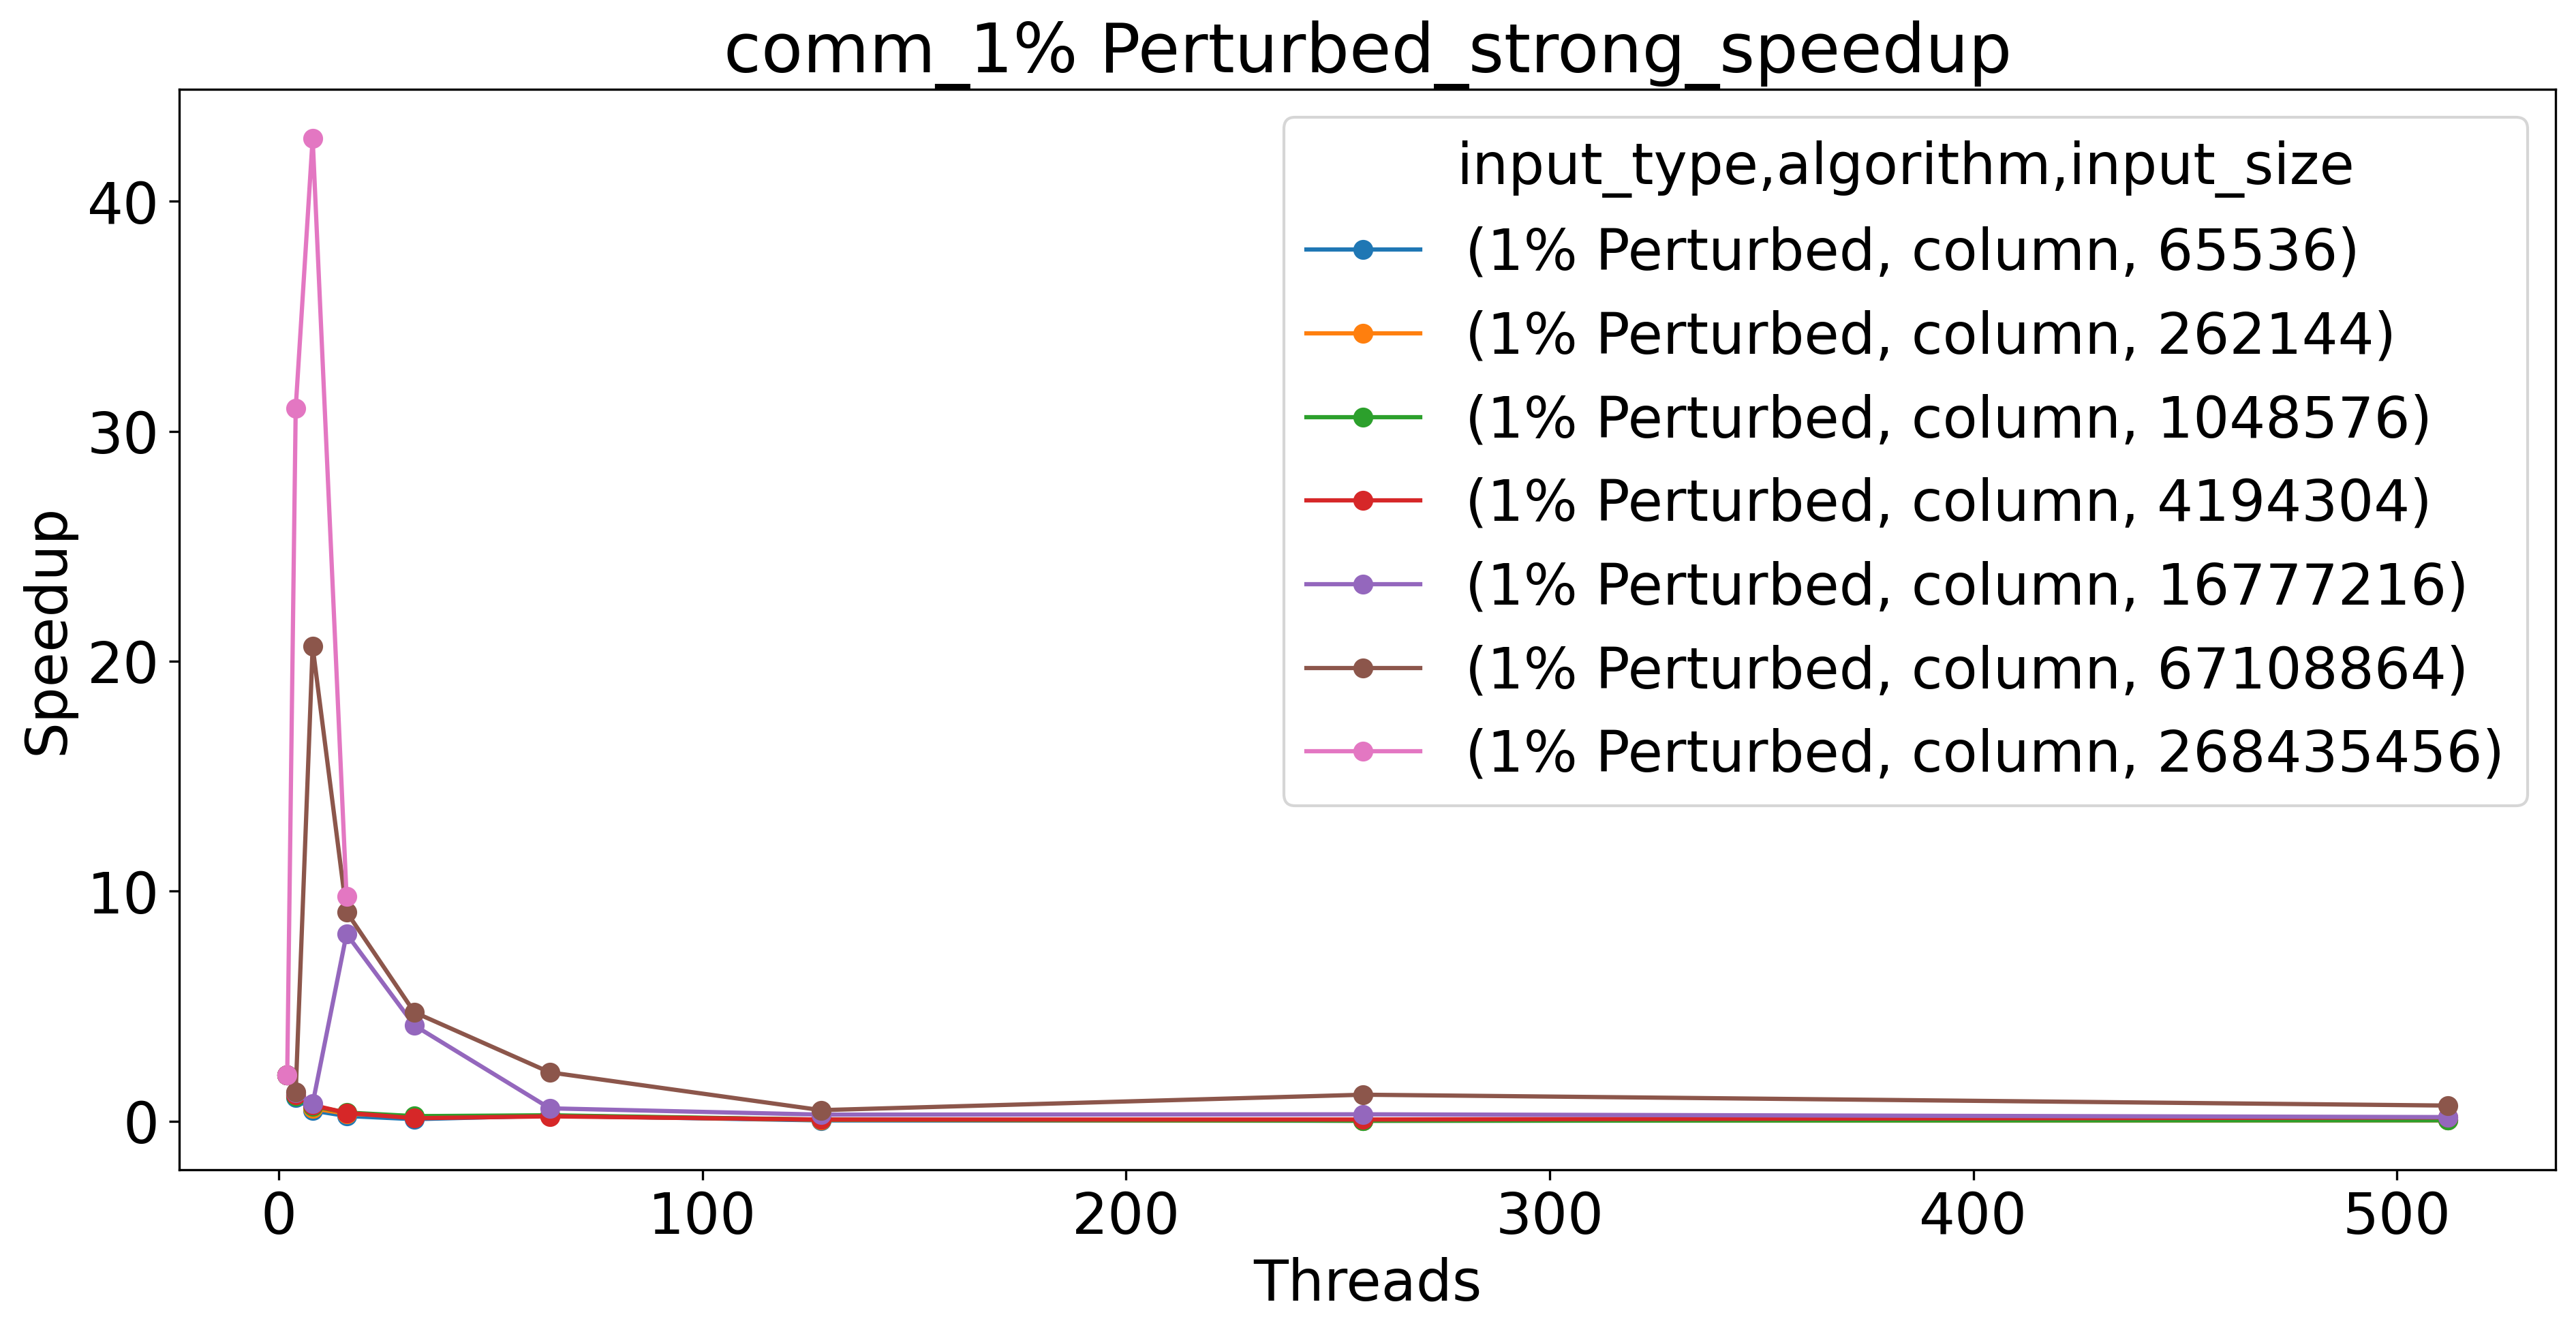 comm_1% Perturbed_strong_speedup
input_type,algorithm,input_size
(1% Perturbed, column, 65536)
(1% Perturbed, column, 262144)
(1% Perturbed, column, 1048576)
(1% Perturbed, column, 4194304)
(1% Perturbed, column, 16777216)
(1% Perturbed, column, 67108864)
(1% Perturbed, column, 268435456)
Speedup
40
30
20
10
0
0 100 200 300 400 500
Threads